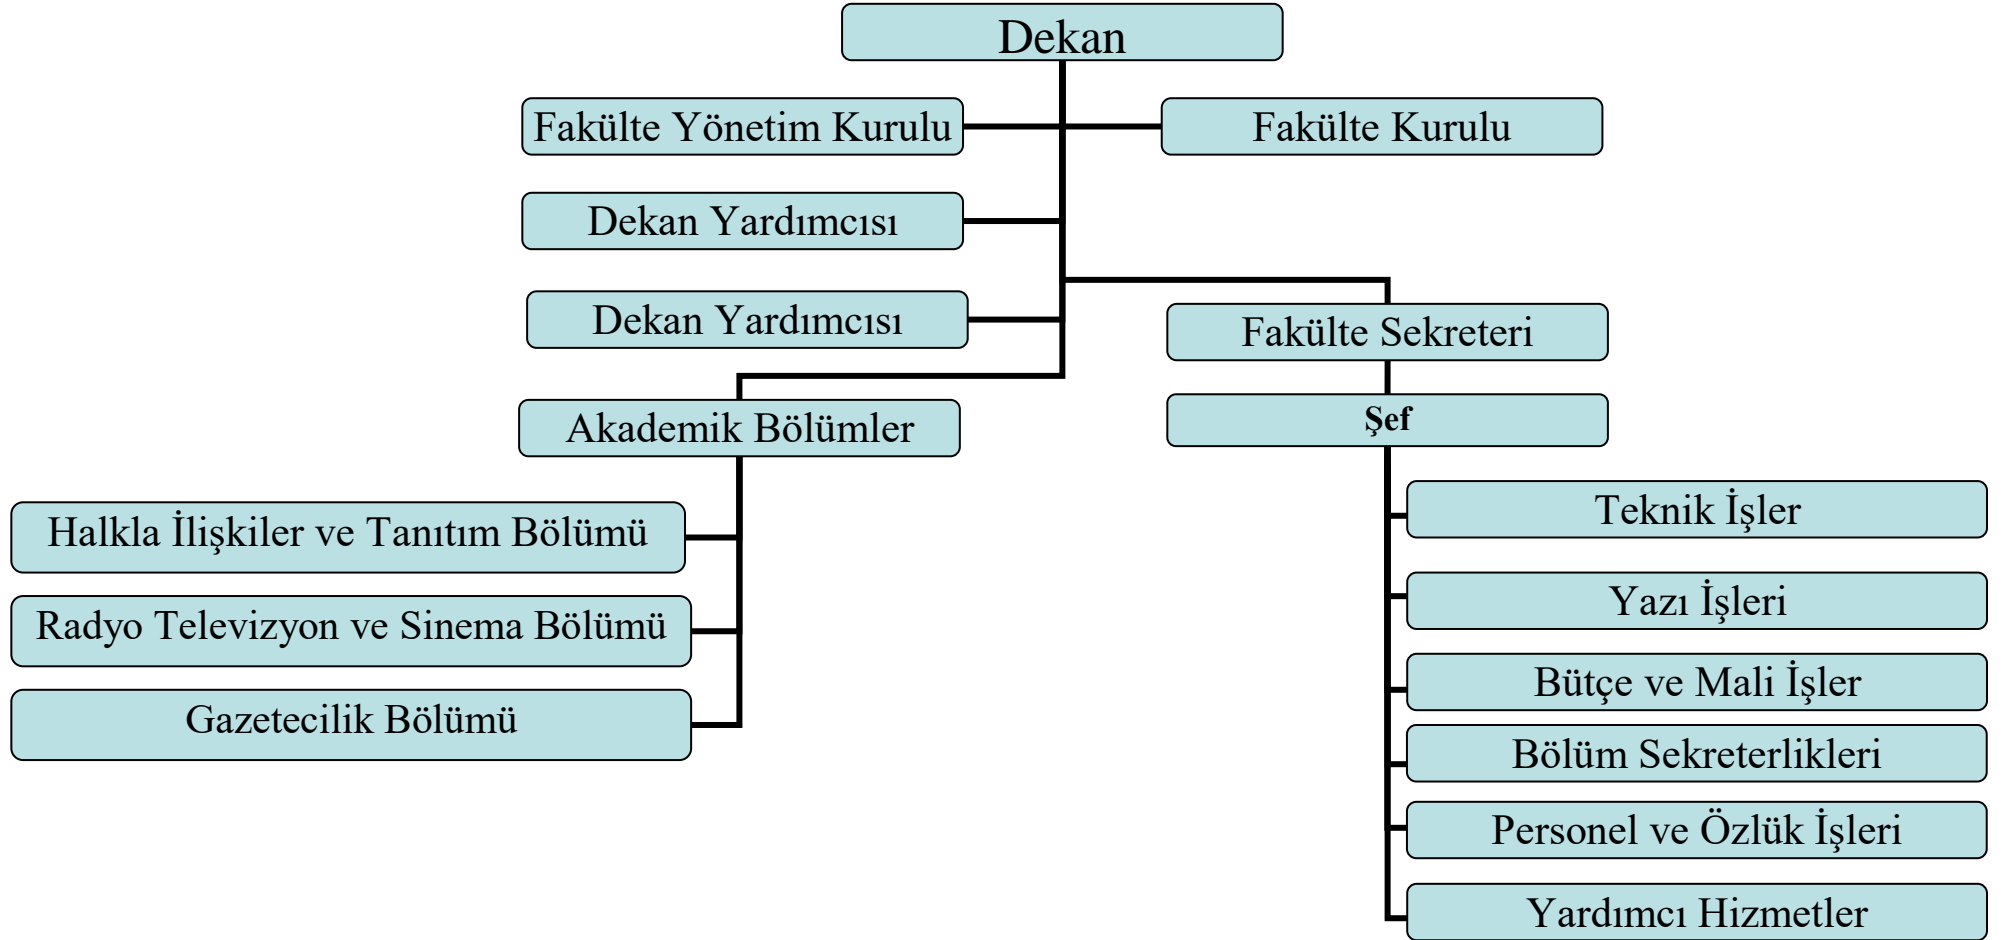 Dekan
Fakülte Yönetim Kurulu
Fakülte Kurulu
Dekan Yardımcısı
Dekan Yardımcısı
Fakülte Sekreteri
Şef
Akademik Bölümler
Halkla İlişkiler ve Tanıtım Bölümü
Radyo Televizyon ve Sinema Bölümü
Gazetecilik Bölümü
Teknik İşler
Yazı İşleri
Bütçe ve Mali İşler
Bölüm Sekreterlikleri
Personel ve Özlük İşleri
Yardımcı Hizmetler